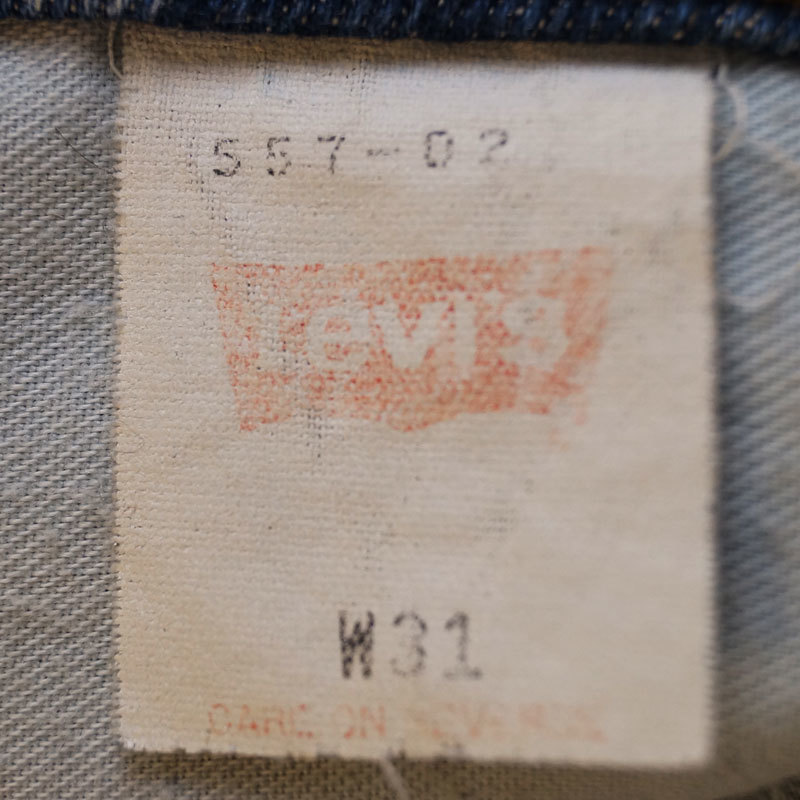 557-02
Levi's
W31
CARE ON REVERSE